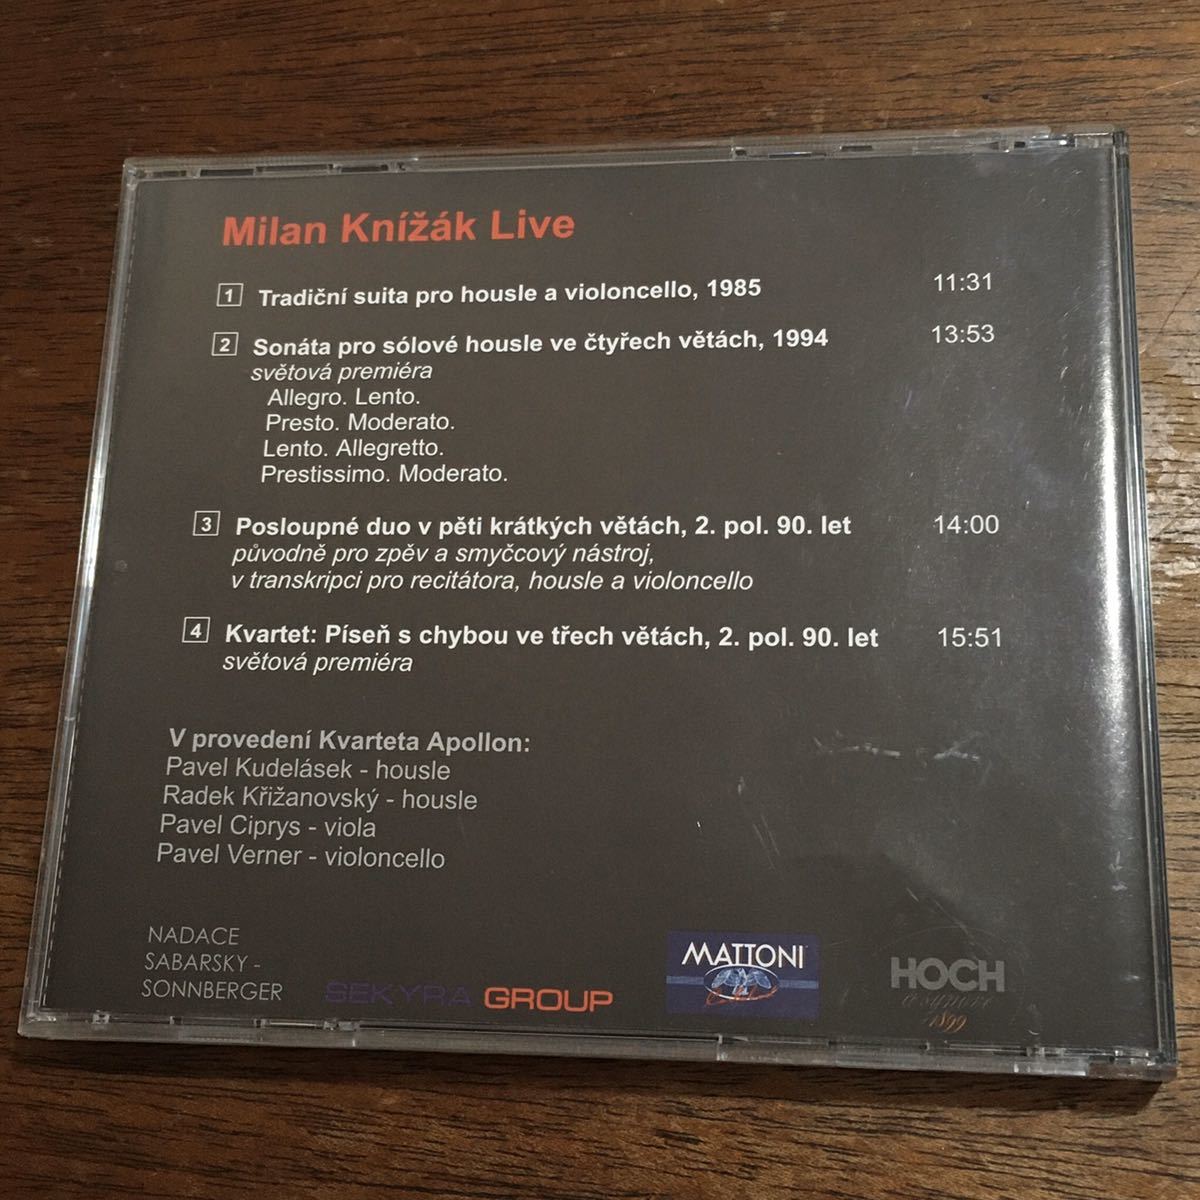 Milan Knížák Live
1 Tradiční suita pro housle a violoncello, 1985 11:31
2 Sonáta pro sólové housle ve čtyřech větách, 1994 13:53
světová premiéra
Allegro. Lento.
Presto. Moderato.
Lento. Allegretto.
Prestissimo. Moderato.
3 Posloupné duo v pěti krátkých větách, 2. pol. 90. let 14:00
původně pro zpěv a smyčcový nástroj,
v transkripci pro recitátora, housle a violoncello
4 Kvartet: Píseň s chybou ve třech větách, 2. pol. 90. let 15:51
světová premiéra
V provedení Kvarteta Apollon:
Pavel Kudelásek - housle
Radek Křižanovský - housle
Pavel Ciprys - viola
Pavel Verner - violoncello
NADACE
SABARSKY -
SONNBERGER
SEKYRA GROUP
MATTONI
HOCH
a synové
1899